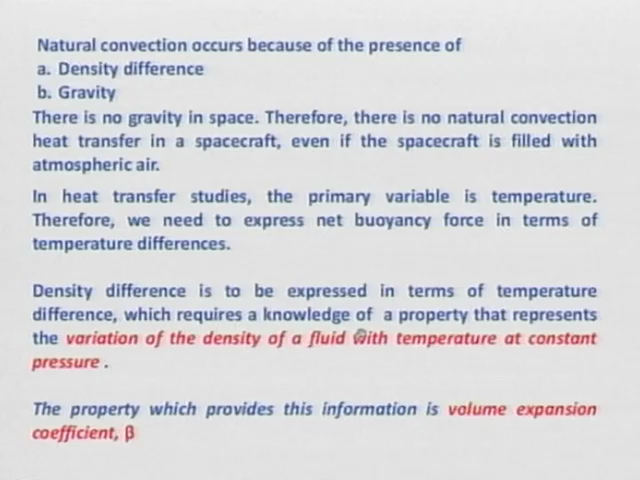 Natural convection occurs because of the presence of
a. Density difference
b. Gravity
There is no gravity in space. Therefore, there is no natural convection
heat transfer in a spacecraft, even if the spacecraft is filled with
atmospheric air.
In heat transfer studies, the primary variable is temperature.
Therefore, we need to express net buoyancy force in terms of
temperature differences.
Density difference is to be expressed in terms of temperature
difference, which requires a knowledge of a property that represents
the variation of the density of a fluid with temperature at constant
pressure .
The property which provides this information is volume expansion
coefficient, β